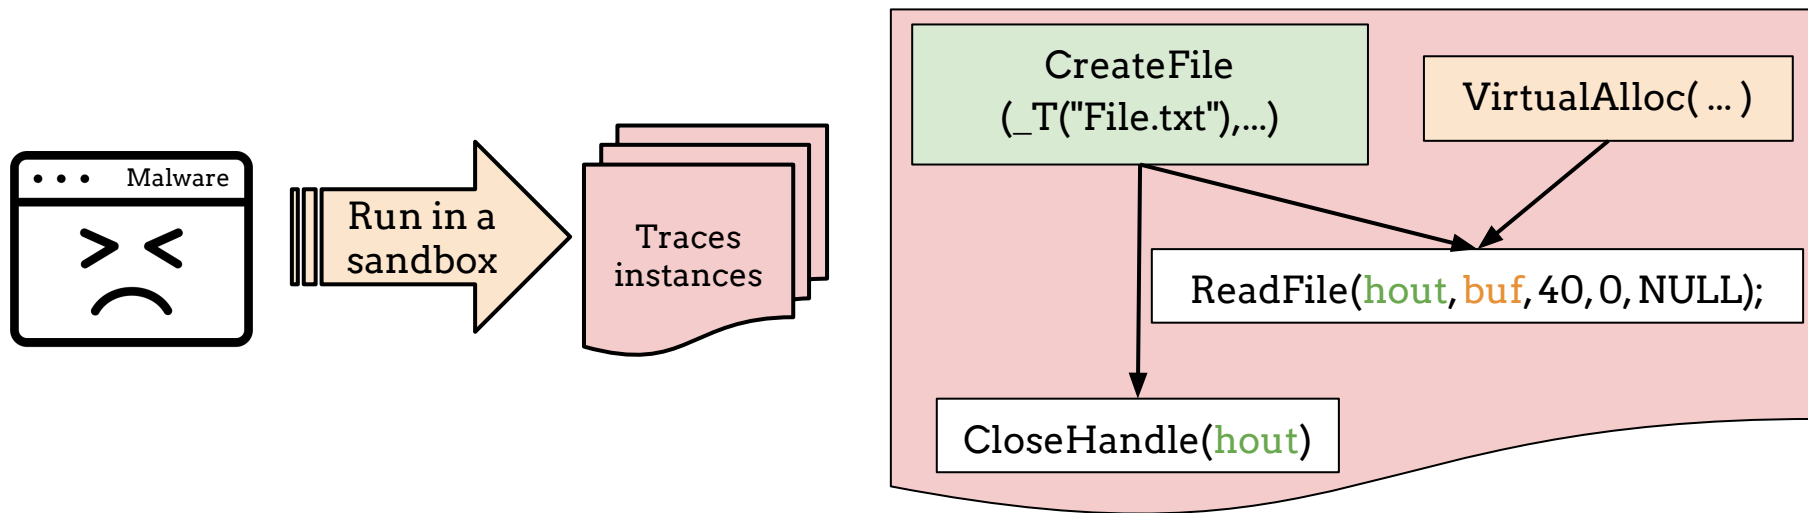 Malware
Run in a
sandbox
Traces
instances
CreateFile
(_T("File.txt"),...)
VirtualAlloc( ... )
ReadFile(hout, buf, 40, 0, NULL);
CloseHandle(hout)